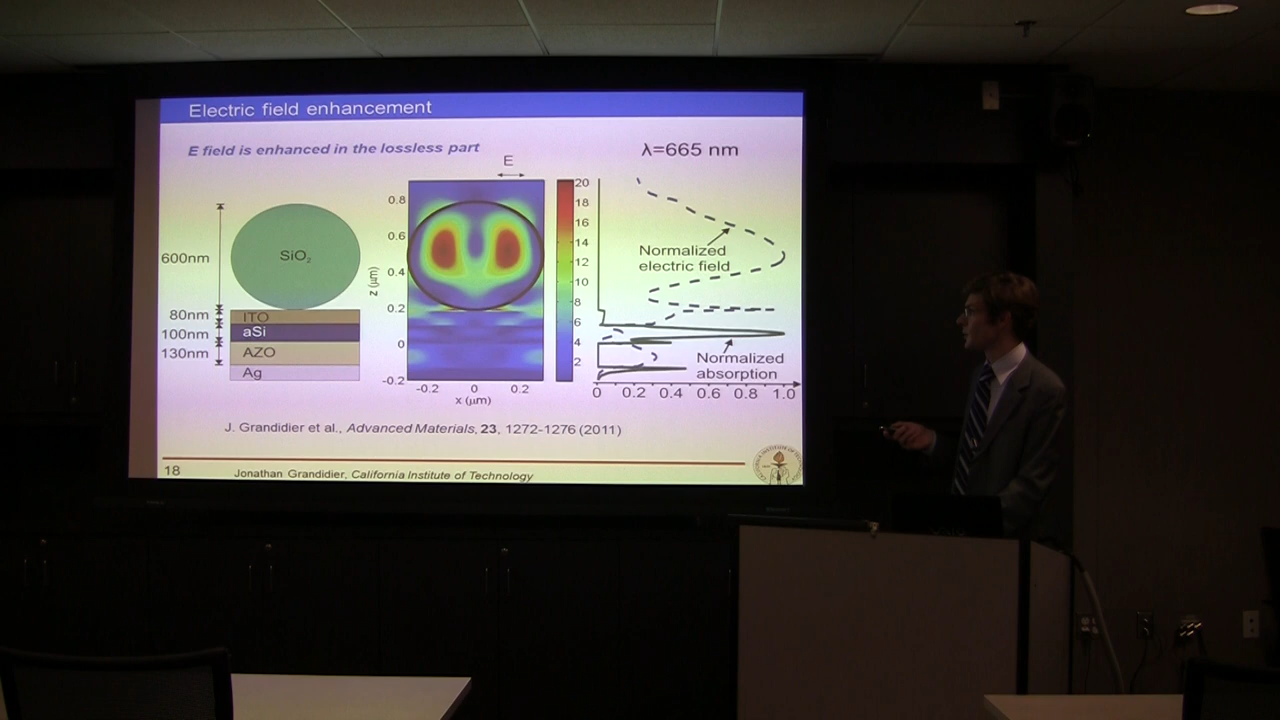 Electric field enhancement
E field is enhanced in the lossless part
λ=665 nm
E
SiO₂
600nm
80nm
100nm
130nm
ITO
aSi
AZO
Ag
z (μm)
0.8
0.6
0.4
0.2
0
-0.2
-0.2 0 0.2
x (μm)
20
18
16
14
12
10
8
6
4
2
Normalized
electric field
Normalized
absorption
0 0.2 0.4 0.6 0.8 1.0
J. Grandidier et al., Advanced Materials, 23, 1272-1276 (2011)
18
Jonathan Grandidier, California Institute of Technology